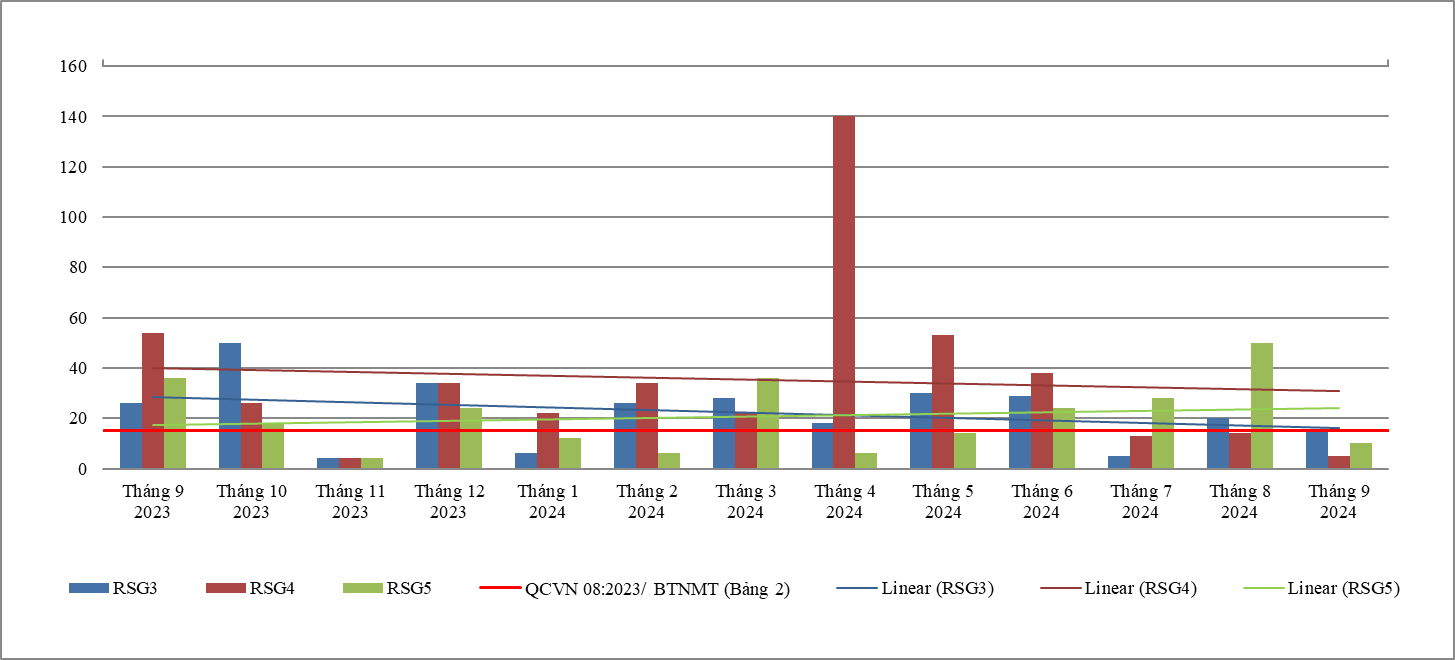 160
140
120
100
80
60
40
20
0
Tháng 9
2023
Tháng 10
2023
Tháng 11
2023
Tháng 12
2023
Tháng 1
2024
Tháng 2
2024
Tháng 3
2024
Tháng 4
2024
Tháng 5
2024
Tháng 6
2024
Tháng 7
2024
Tháng 8
2024
Tháng 9
2024
RSG3
RSG4
RSG5
QCVN 08:2023/ BTNMT (Bảng 2)
Linear (RSG3)
Linear (RSG4)
Linear (RSG5)